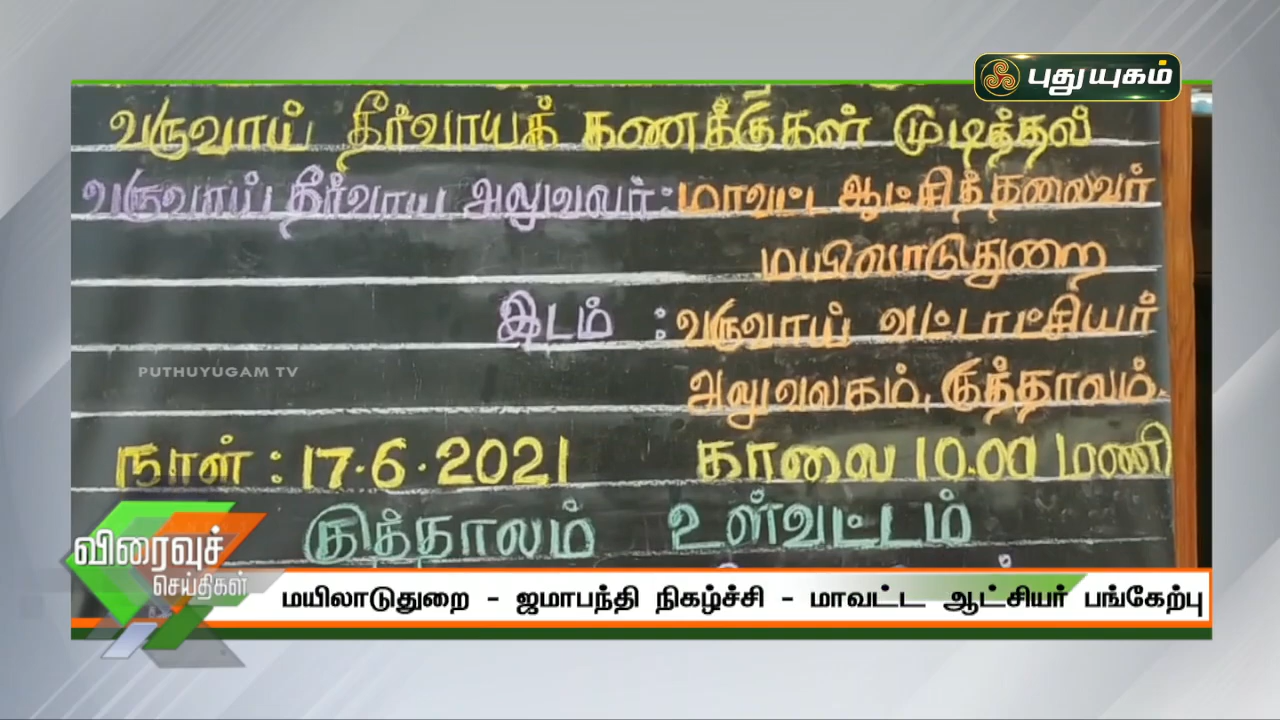 புதுயுகம்
வருவாய் தீர்வாயக் கணக்குகள் முடித்தல்
வருவாய் தீர்வாய அலுவலர் : மாவட்ட ஆட்சித்தலைவர்
மயிலாடுதுறை
இடம் : வருவாய் வட்டாட்சியர்
PUTHUYUGAM TV
அலுவலகம், குத்தாலம்.
நாள் : 17.6.2021 காலை 10.00 மணி
குத்தாலம் உள்வட்டம்
விரைவுச்
செய்திகள்
மயிலாடுதுறை - ஜமாபந்தி நிகழ்ச்சி - மாவட்ட ஆட்சியர் பங்கேற்பு